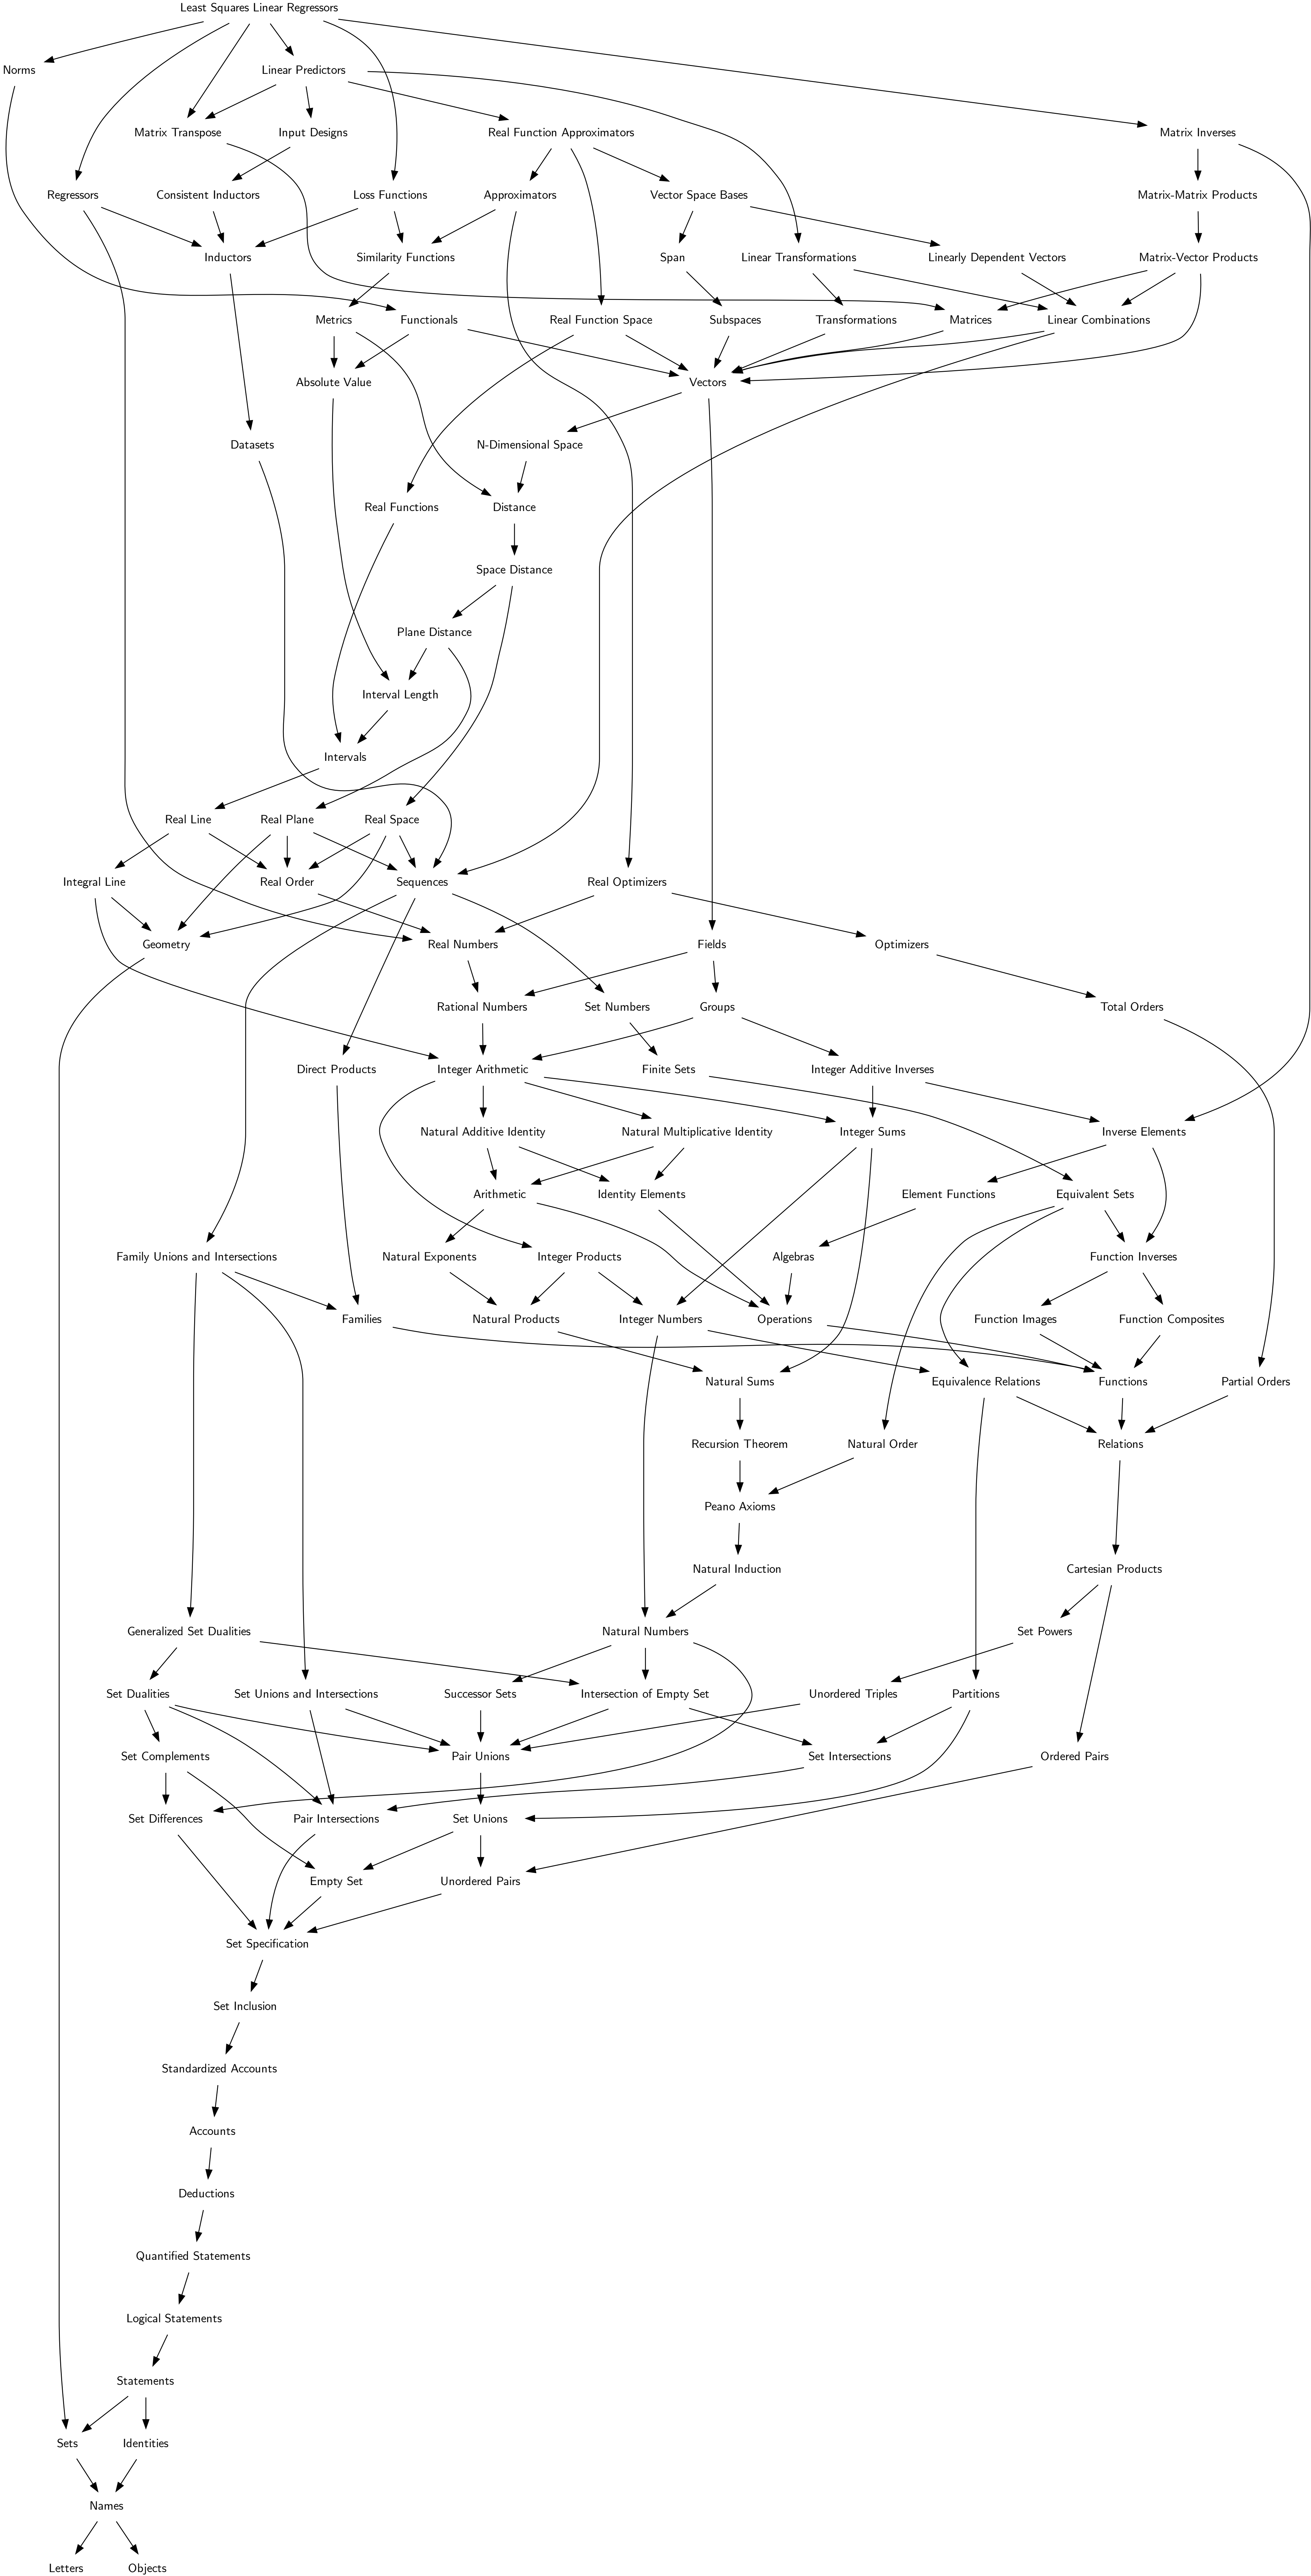 Least Squares Linear Regressors
Norms
Linear Predictors
Matrix Transpose
Input Designs
Real Function Approximators
Matrix Inverses
Regressors
Consistent Inductors
Loss Functions
Approximators
Vector Space Bases
Matrix-Matrix Products
Inductors
Similarity Functions
Span
Linear Transformations
Linearly Dependent Vectors
Matrix-Vector Products
Metrics
Functionals
Real Function Space
Subspaces
Transformations
Matrices
Linear Combinations
Absolute Value
Vectors
Datasets
N-Dimensional Space
Real Functions
Distance
Space Distance
Plane Distance
Interval Length
Intervals
Real Line
Real Plane
Real Space
Integral Line
Real Order
Sequences
Real Optimizers
Geometry
Real Numbers
Fields
Optimizers
Rational Numbers
Set Numbers
Groups
Total Orders
Direct Products
Integer Arithmetic
Finite Sets
Integer Additive Inverses
Natural Additive Identity
Natural Multiplicative Identity
Integer Sums
Inverse Elements
Arithmetic
Identity Elements
Element Functions
Equivalent Sets
Family Unions and Intersections
Natural Exponents
Integer Products
Algebras
Function Inverses
Families
Natural Products
Integer Numbers
Operations
Function Images
Function Composites
Natural Sums
Equivalence Relations
Functions
Partial Orders
Recursion Theorem
Natural Order
Relations
Peano Axioms
Natural Induction
Cartesian Products
Generalized Set Dualities
Natural Numbers
Set Powers
Set Dualities
Set Unions and Intersections
Successor Sets
Intersection of Empty Set
Unordered Triples
Partitions
Set Complements
Pair Unions
Set Intersections
Ordered Pairs
Set Differences
Pair Intersections
Set Unions
Empty Set
Unordered Pairs
Set Specification
Set Inclusion
Standardized Accounts
Accounts
Deductions
Quantified Statements
Logical Statements
Statements
Sets
Identities
Names
Letters
Objects